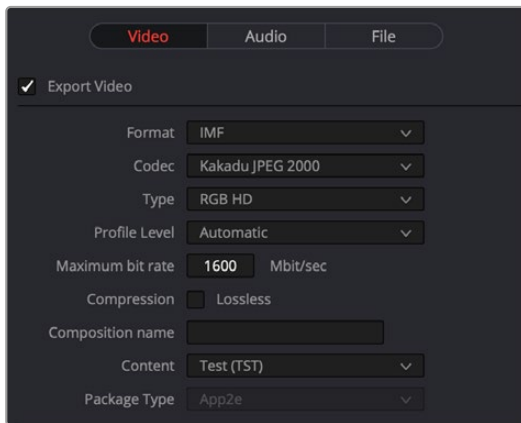 Video Audio File
Export Video
Format IMF
Codec Kakadu JPEG 2000
Type RGB HD
Profile Level Automatic
Maximum bit rate 1600 Mbit/sec
Compression Lossless
Composition name
Content Test (TST)
Package Type App2e